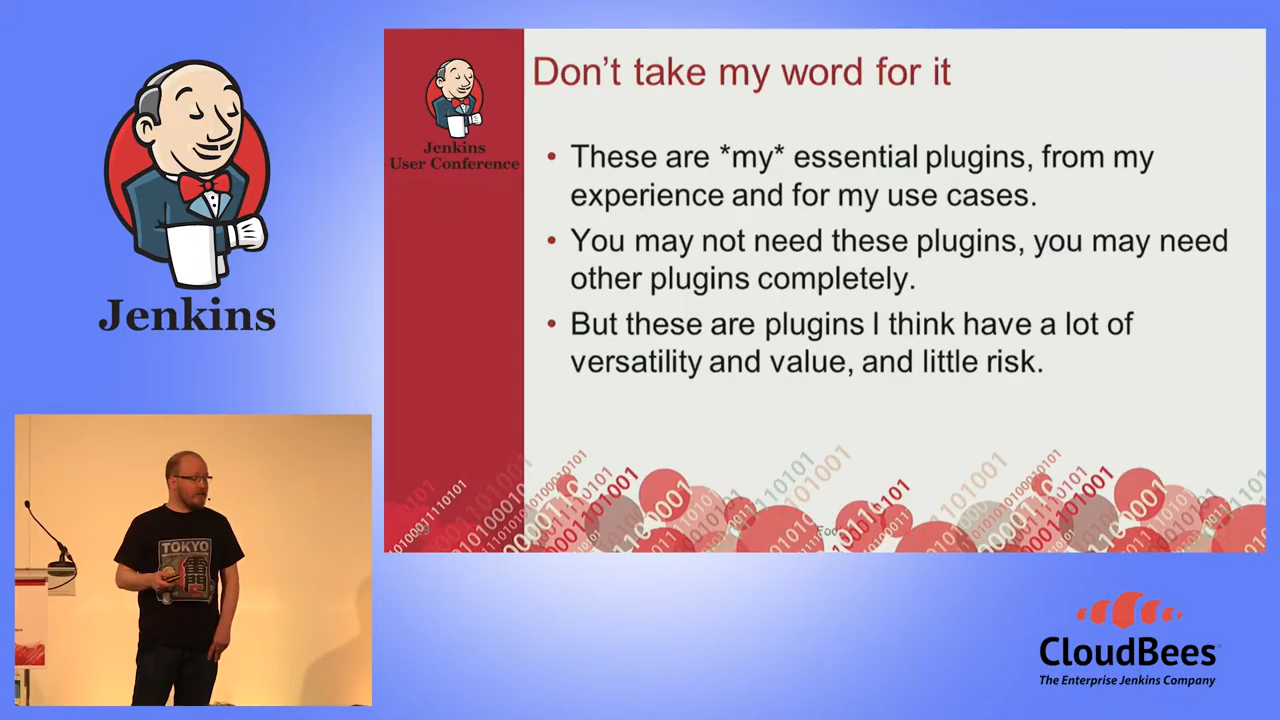 Jenkins
Jenkins
User Conference
Don't take my word for it
• These are *my* essential plugins, from my
experience and for my use cases.
• You may not need these plugins, you may need
other plugins completely.
• But these are plugins I think have a lot of
versatility and value, and little risk.
TOKYO
CloudBees
The Enterprise Jenkins Company